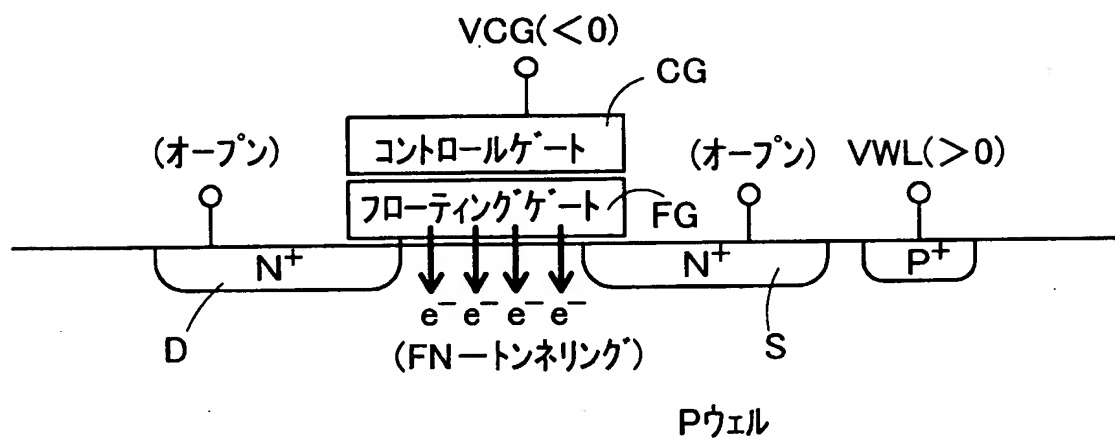 VCG(<0)
CG
(オープン)
コントロールゲート
(オープン)
VWL(>0)
フローティングゲート
FG
N+
N+
P+
e− e− e− e−
D
(FN−トンネリング)
S
Pウェル